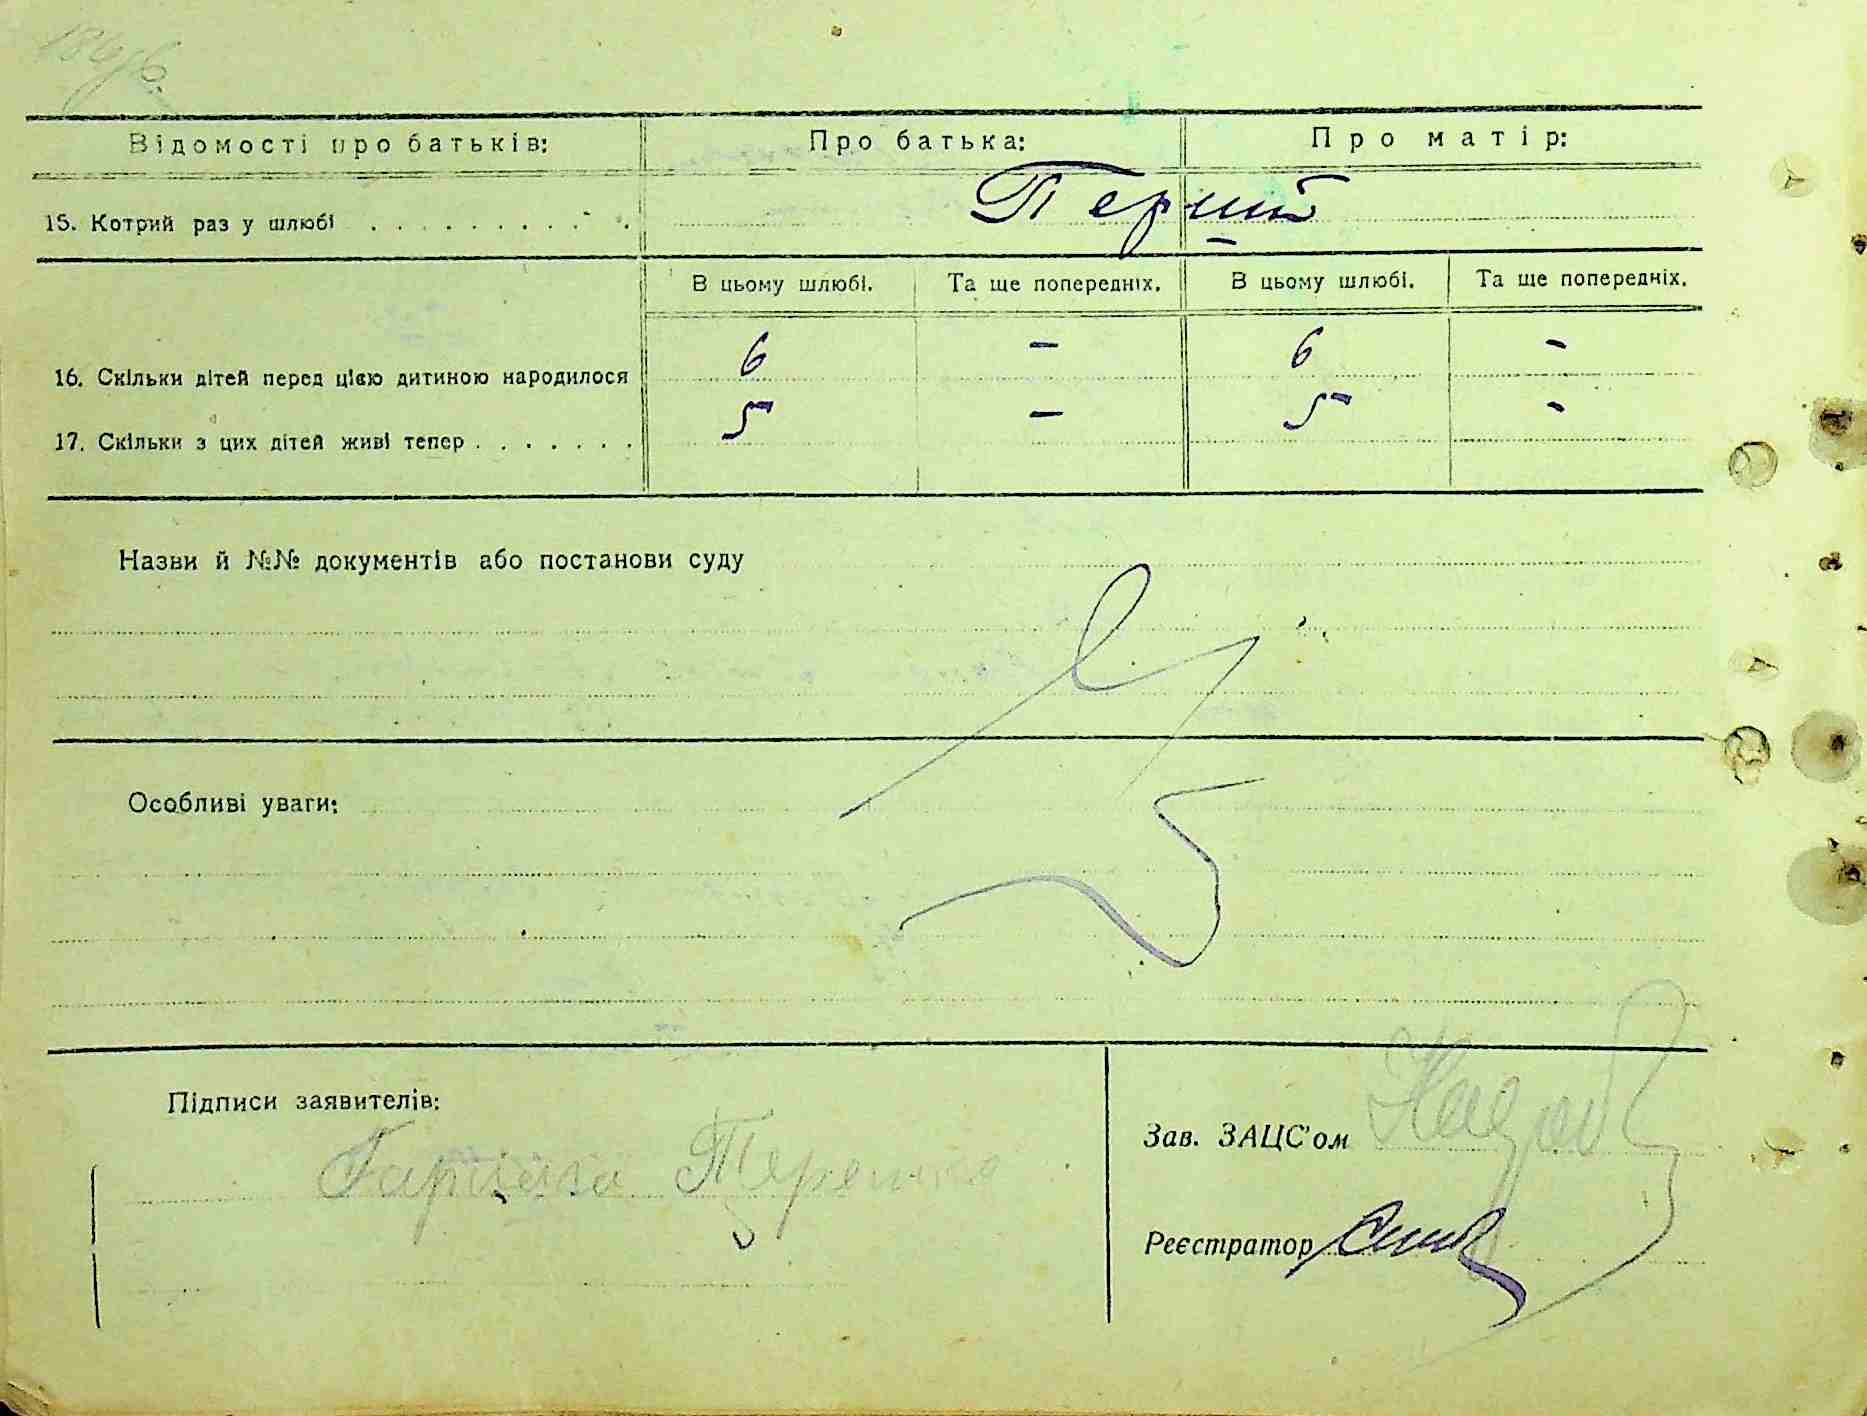 Відомості про батьків: Про батька: Про матір:
15. Котрий раз у шлюбі . . . . . . . . . . . Перший
В цьому шлюбі. Та ще попередніх. В цьому шлюбі. Та ще попередніх.
16. Скільки дітей перед цією дитиною народилося 6 - 6 -
17. Скільки з цих дітей живі тепер . . . . . . . 5 - 5 -
Назви й №№ документів або постанови суду
Особливі уваги:
Підписи заявителів:
Зав. ЗАЦС'ом
Реєстратор